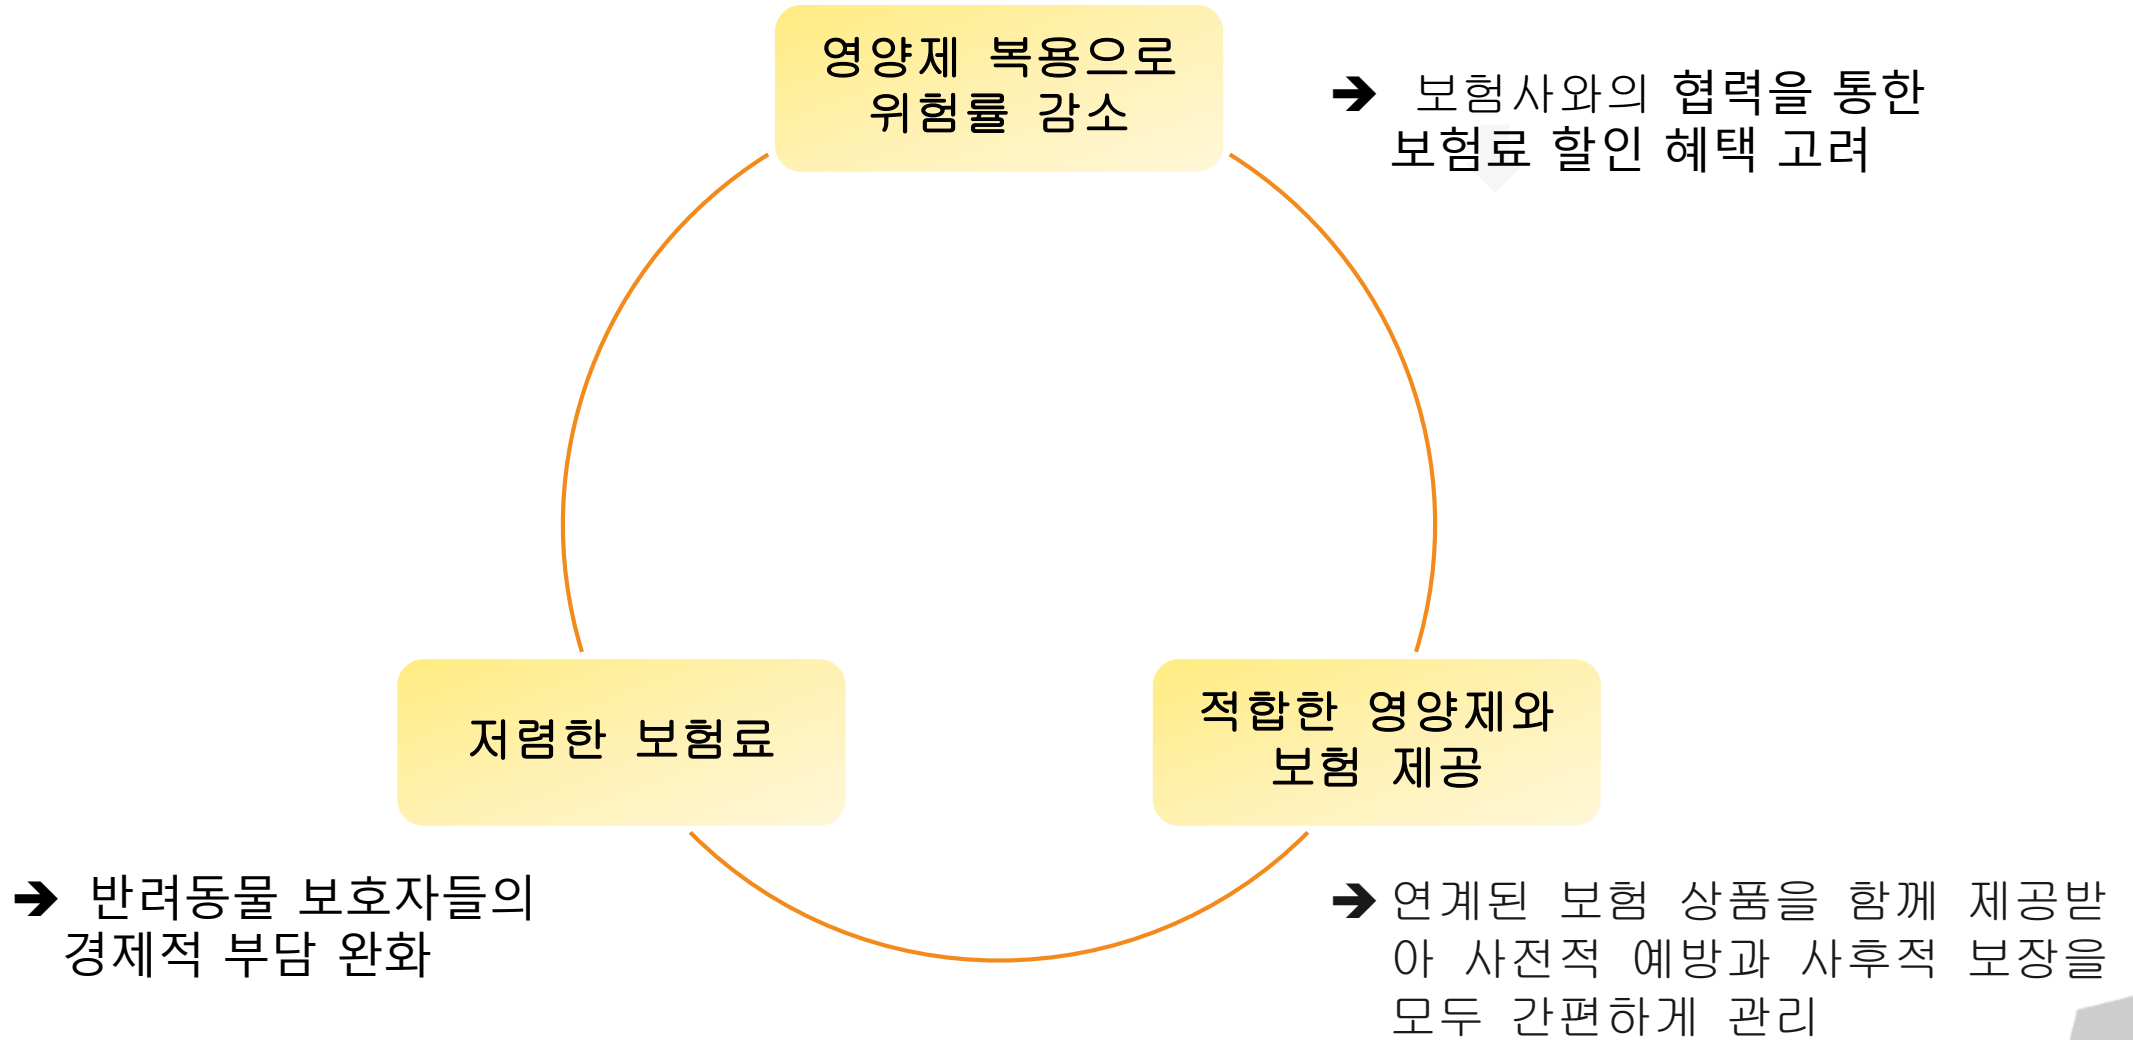 영양제 복용으로
위험률 감소
➔ 보험사와의 협력을 통한
보험료 할인 혜택 고려
저렴한 보험료
적합한 영양제와
보험 제공
➔ 반려동물 보호자들의
경제적 부담 완화
➔ 연계된 보험 상품을 함께 제공받
아 사전적 예방과 사후적 보장을
모두 간편하게 관리